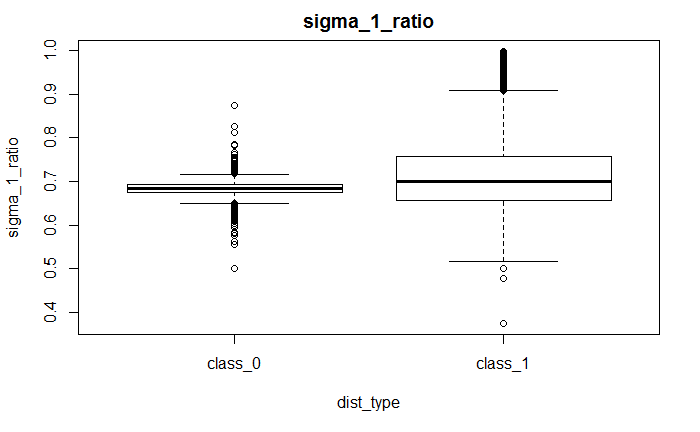 sigma_1_ratio
sigma_1_ratio
1.0
0.9
0.8
0.7
0.6
0.5
0.4
class_0
class_1
dist_type